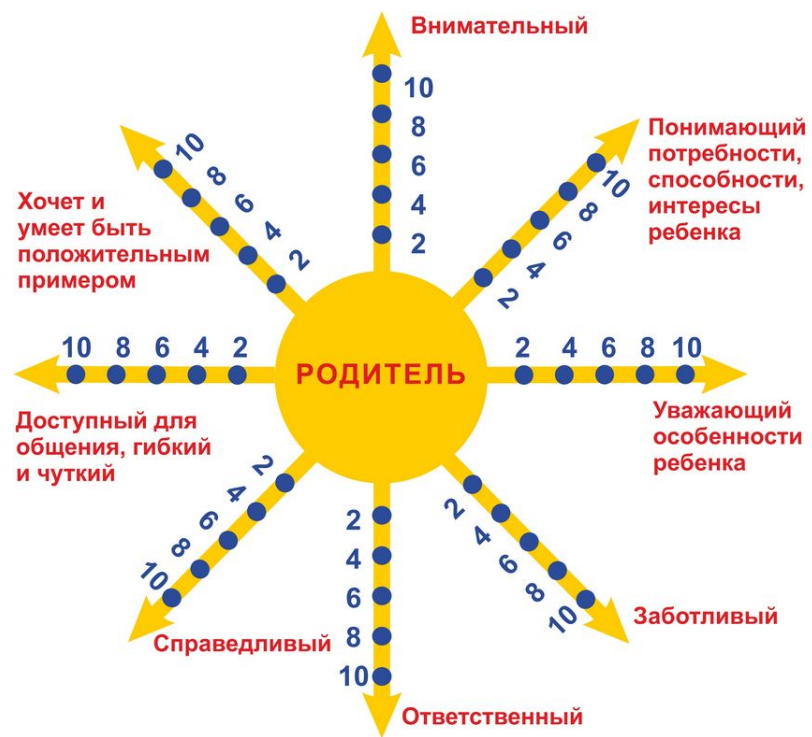 Внимательный
10
8
6
4
2
Понимающий
потребности,
способности,
интересы
ребенка
10
8
6
4
2
Хочет и
умеет быть
положительным
примером
10
8
6
4
2
10 8 6 4 2
РОДИТЕЛЬ
2 4 6 8 10
Доступный для
общения, гибкий
и чуткий
Уважающий
особенности
ребенка
2
4
6
8
10
Справедливый
2
4
6
8
10
Ответственный
2
4
6
8
10
Заботливый